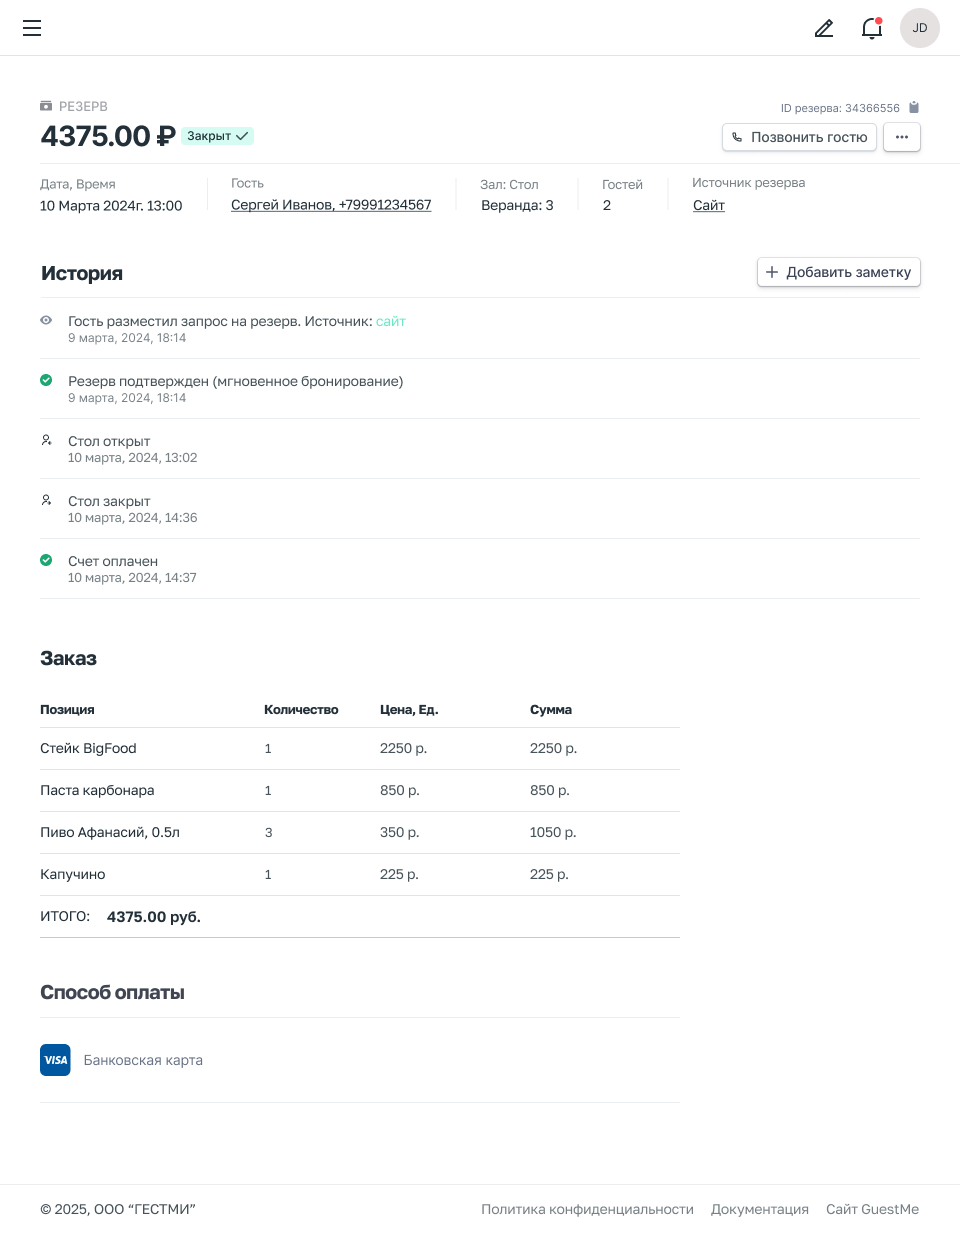 JD
РЕЗЕРВ
ID резерва: 34366556
4375.00 ₽ Закрыт
Позвонить гостю
Дата, Время Гость Зал: Стол Гостей Источник резерва
10 Марта 2024г. 13:00 Сергей Иванов, +79991234567 Веранда: 3 2 Сайт
История
Добавить заметку
Гость разместил запрос на резерв. Источник: сайт
9 марта, 2024, 18:14
Резерв подтвержден (мгновенное бронирование)
9 марта, 2024, 18:14
Стол открыт
10 марта, 2024, 13:02
Стол закрыт
10 марта, 2024, 14:36
Счет оплачен
10 марта, 2024, 14:37
Заказ
Позиция Количество Цена, Ед. Сумма
Стейк BigFood 1 2250 р. 2250 р.
Паста карбонара 1 850 р. 850 р.
Пиво Афанасий, 0.5л 3 350 р. 1050 р.
Капучино 1 225 р. 225 р.
ИТОГО: 4375.00 руб.
Способ оплаты
VISA Банковская карта
© 2025, ООО “ГЕСТМИ” Политика конфиденциальности Документация Сайт GuestMe